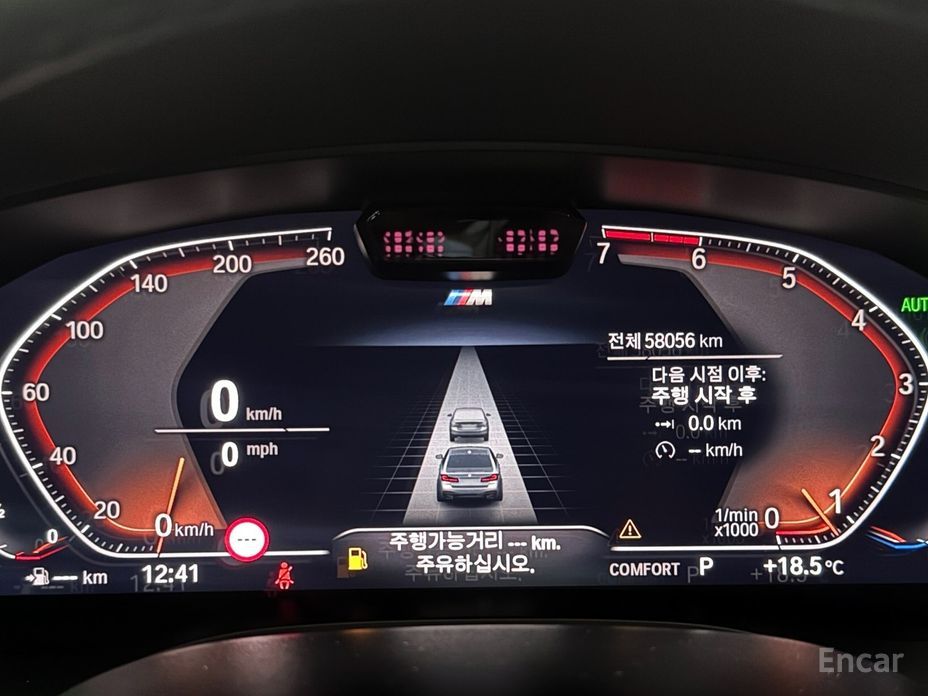 260
200
140
100
60
40
20
0 km/h
0 km/h
0 mph
M
7
6
5
4
3
2
1
0
1/min
x1000
AUT
전체 58056 km
다음 시점 이후:
주행 시작 후
0.0 km
-- km/h
---
주행가능거리 --- km.
주유하십시오.
0
--- km
12:41
COMFORT P
+18.5°C
Encar